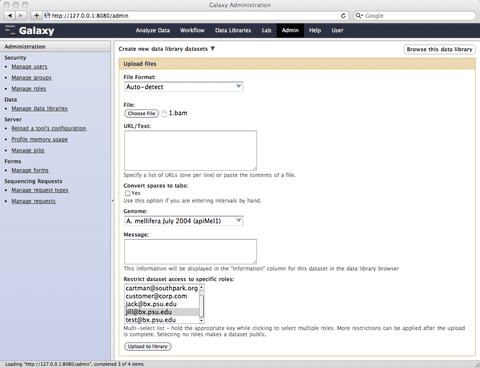 Galaxy Administration
http://127.0.0.1:8080/admin
Google
Galaxy
Analyze Data Workflow Data Libraries Lab Admin Help User
Administration
Security
Manage users
Manage groups
Manage roles
Data
Manage data libraries
Server
Reload a tool's configuration
Profile memory usage
Manage jobs
Forms
Manage forms
Sequencing Requests
Manage request types
Manage requests
Create new data library datasets
Browse this data library
Upload files
File Format:
Auto-detect
File:
Choose File 1.bam
URL/Text:
Specify a list of URLs (one per line) or paste the contents of a file.
Convert spaces to tabs:
Yes
Use this option if you are entering intervals by hand.
Genome:
A. mellifera July 2004 (apiMel1)
Message:
This information will be displayed in the "Information" column for this dataset in the data library browser
Restrict dataset access to specific roles:
cartman@southpark.org
customer@corp.com
jack@bx.psu.edu
jill@bx.psu.edu
test@bx.psu.edu
Multi-select list - hold the appropriate key while clicking to select multiple roles. More restrictions can be applied after the upload
is complete. Selecting no roles makes a dataset public.
Upload to library
Loading "http://127.0.0.1:8080/admin", completed 3 of 4 items